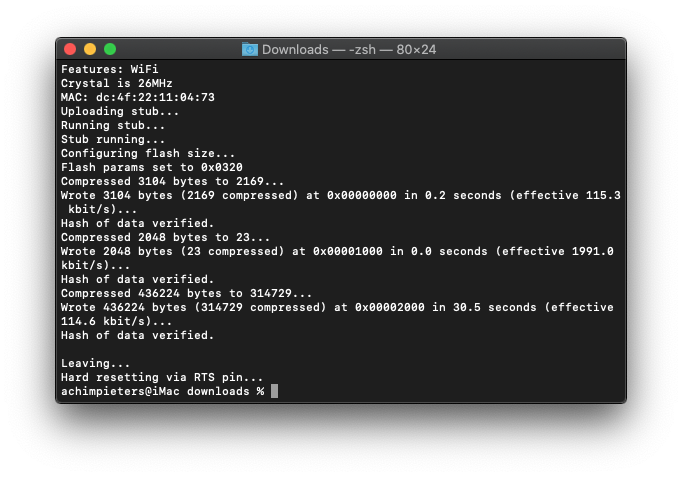 Downloads — -zsh — 80×24
Features: WiFi
Crystal is 26MHz
MAC: dc:4f:22:11:04:73
Uploading stub...
Running stub...
Stub running...
Configuring flash size...
Flash params set to 0x0320
Compressed 3104 bytes to 2169...
Wrote 3104 bytes (2169 compressed) at 0x00000000 in 0.2 seconds (effective 115.3
kbit/s)...
Hash of data verified.
Compressed 2048 bytes to 23...
Wrote 2048 bytes (23 compressed) at 0x00001000 in 0.0 seconds (effective 1991.0
kbit/s)...
Hash of data verified.
Compressed 436224 bytes to 314729...
Wrote 436224 bytes (314729 compressed) at 0x00002000 in 30.5 seconds (effective
114.6 kbit/s)...
Hash of data verified.

Leaving...
Hard resetting via RTS pin...
achimpieters@iMac downloads %